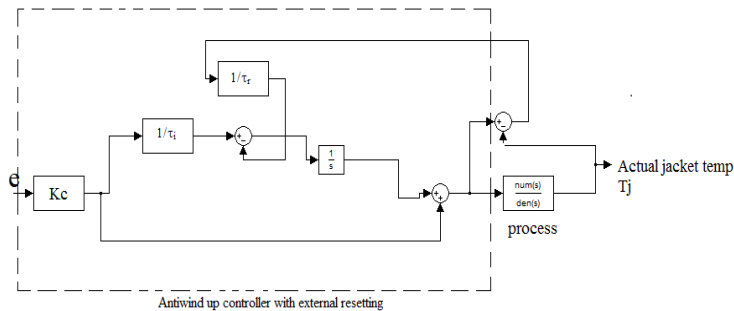 1/τr
1/τi
+
−
1
s
e
Kc
+
+
+
−
num(s)
den(s)
process
Actual jacket temp
Tj
Antiwind up controller with external resetting